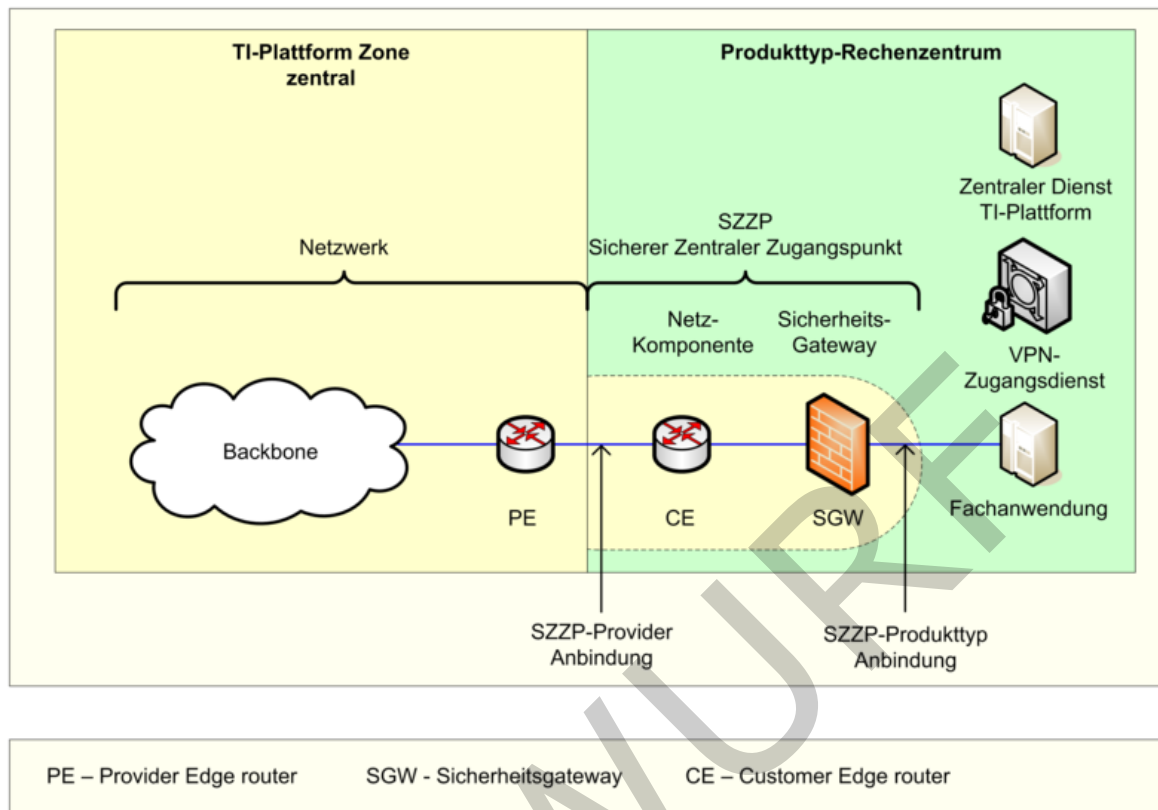 TI-Plattform Zone
zentral
Produkttyp-Rechenzentrum
Zentraler Dienst
TI-Plattform
SZZP
Sicherer Zentraler Zugangspunkt
Netzwerk
Netz-
Komponente
Sicherheits-
Gateway
VPN-
Zugangsdienst
Backbone
PE
CE
SGW
Fachanwendung
SZZP-Provider
Anbindung
SZZP-Produkttyp
Anbindung
WURF
PE – Provider Edge router
SGW - Sicherheitsgateway
CE – Customer Edge router